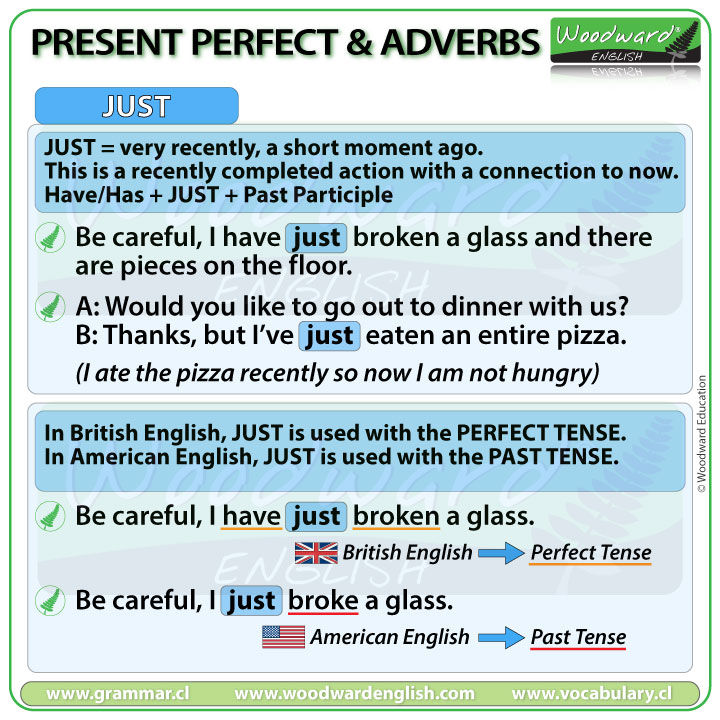 PRESENT PERFECT & ADVERBS
Woodward®
ENGLISH
JUST
JUST = very recently, a short moment ago.
This is a recently completed action with a connection to now.
Have/Has + JUST + Past Participle
Be careful, I have just broken a glass and there
are pieces on the floor.
A: Would you like to go out to dinner with us?
B: Thanks, but I've just eaten an entire pizza.
(I ate the pizza recently so now I am not hungry)
In British English, JUST is used with the PERFECT TENSE.
In American English, JUST is used with the PAST TENSE.
Be careful, I have just broken a glass.
British English Perfect Tense
Be careful, I just broke a glass.
American English Past Tense
© Woodward Education
www.grammar.cl www.woodwardenglish.com www.vocabulary.cl